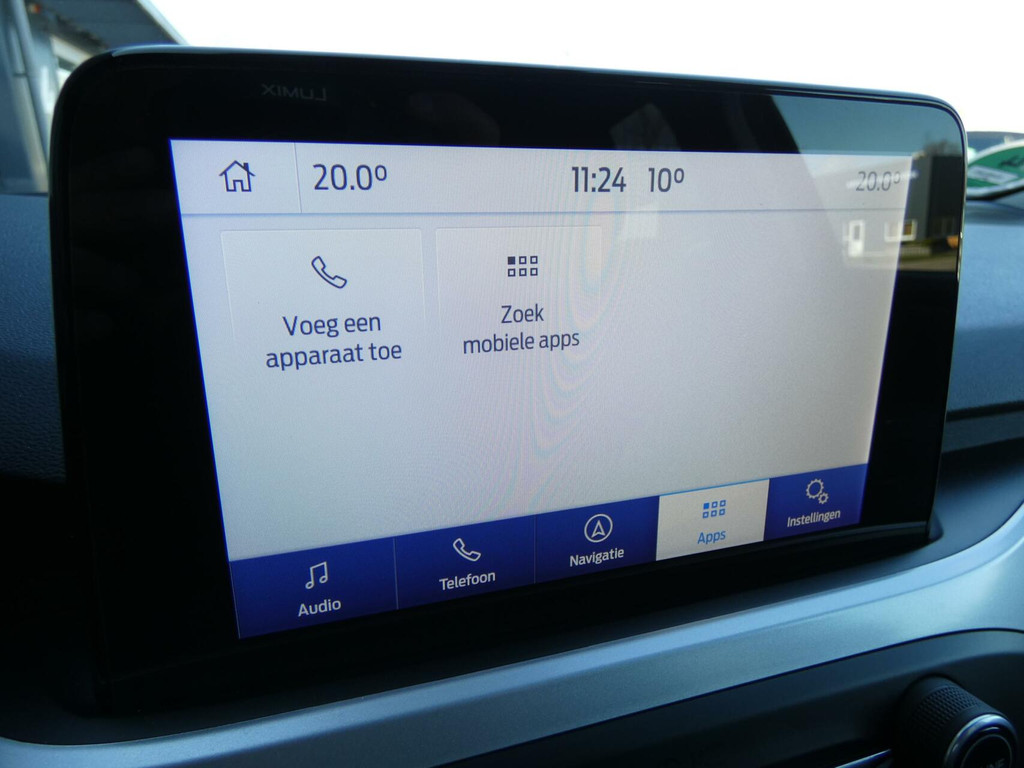 LUMIX
20.0º 11:24 10º 20.0º
Voeg een
apparaat toe
Zoek
mobiele apps
Audio
Telefoon
Navigatie
Apps
Instellingen